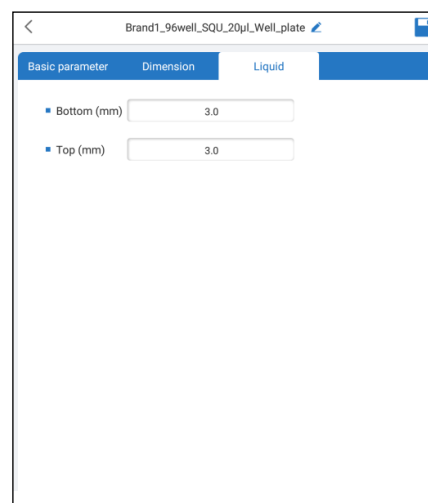 Brand1_96well_SQU_20μl_Well_plate
Basic parameter Dimension Liquid
Bottom (mm) 3.0
Top (mm) 3.0